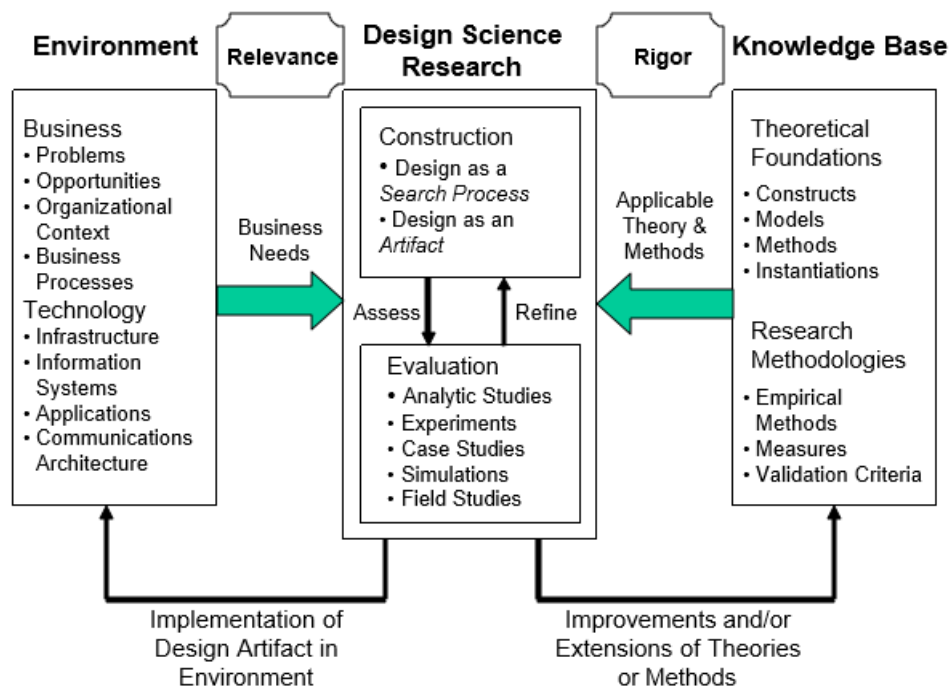 Environment
Relevance
Design Science
Research
Rigor
Knowledge Base
Business
• Problems
• Opportunities
• Organizational
Context
• Business
Processes
Technology
• Infrastructure
• Information
Systems
• Applications
• Communications
Architecture
Business
Needs
Construction
• Design as a
Search Process
• Design as an
Artifact
Assess
Refine
Evaluation
• Analytic Studies
• Experiments
• Case Studies
• Simulations
• Field Studies
Applicable
Theory &
Methods
Theoretical
Foundations
• Constructs
• Models
• Methods
• Instantiations
Research
Methodologies
• Empirical
Methods
• Measures
• Validation Criteria
Implementation of
Design Artifact in
Environment
Improvements and/or
Extensions of Theories
or Methods